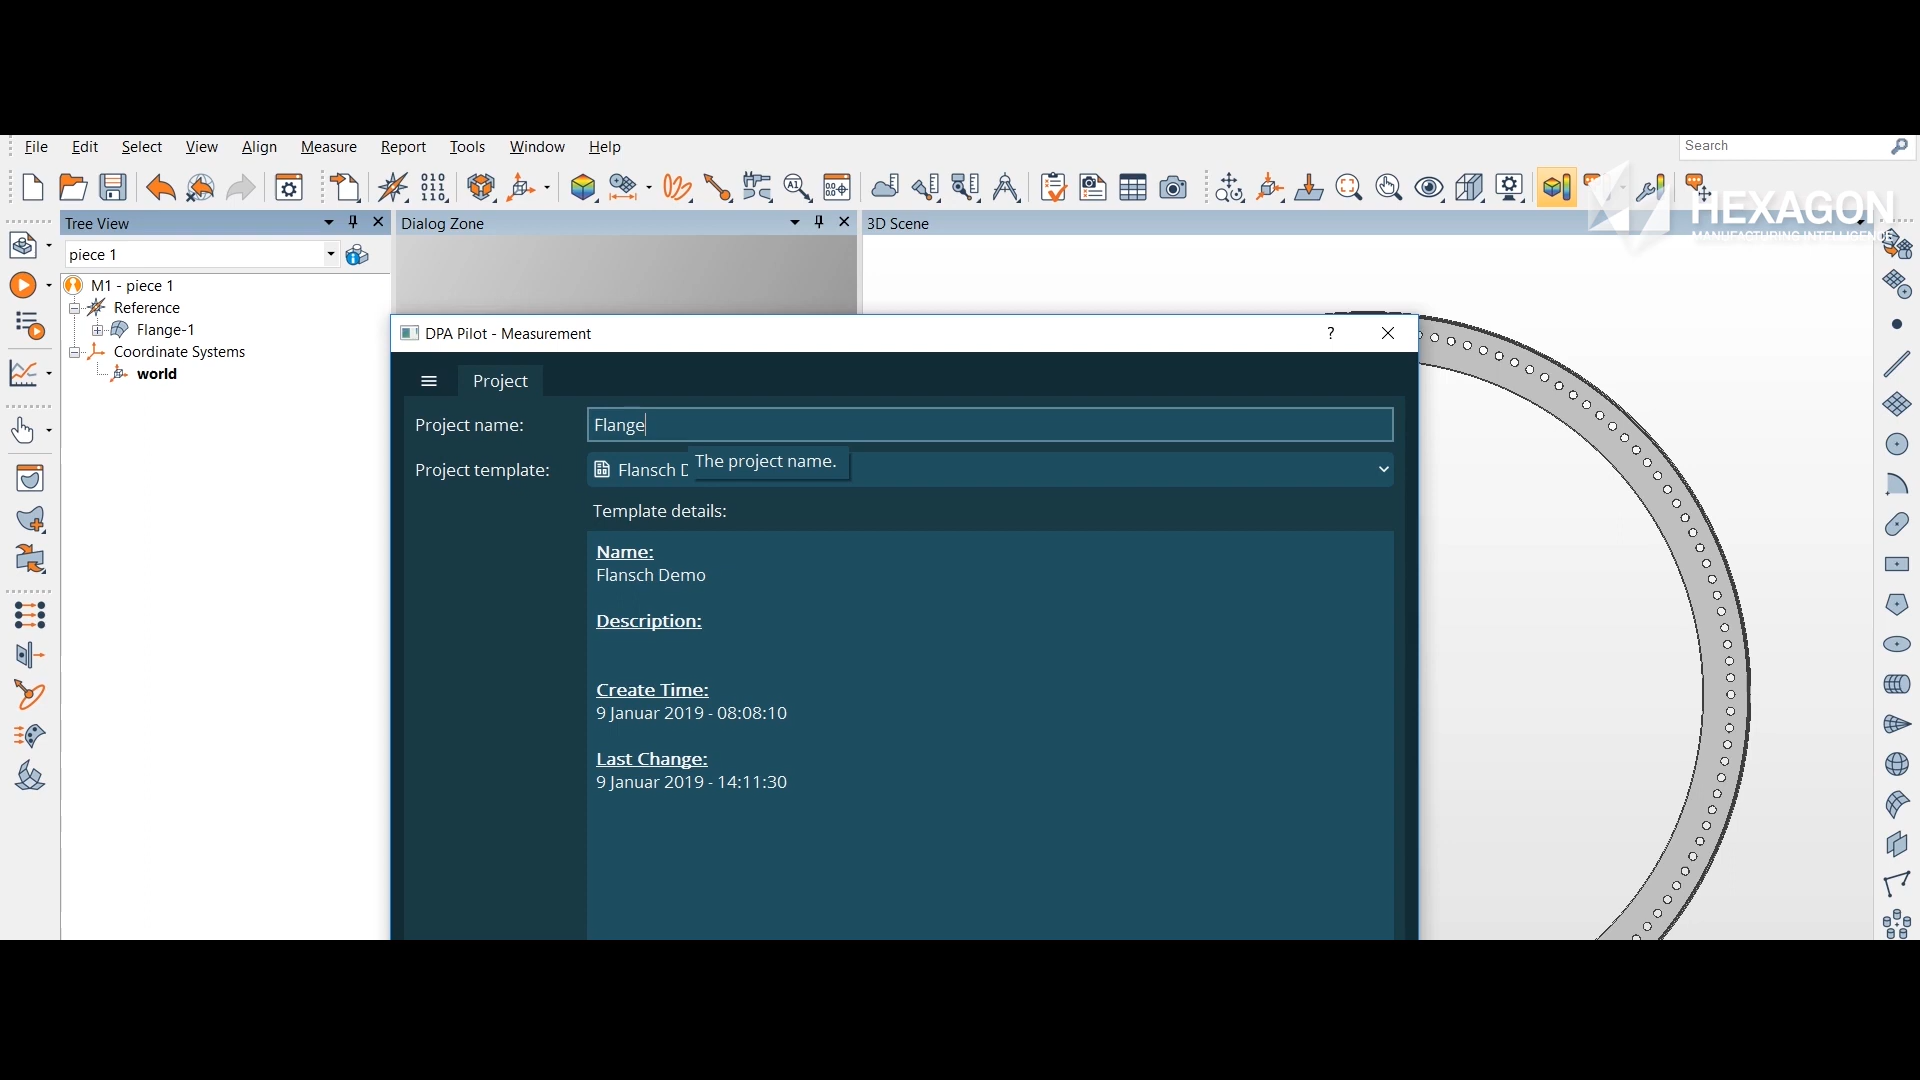 File Edit Select View Align Measure Report Tools Window Help
Search
HEXAGON
MANUFACTURING INTELLIGENCE
Tree View
Dialog Zone
3D Scene
piece 1
M1 - piece 1
Reference
Flange-1
Coordinate Systems
world
DPA Pilot - Measurement
?
Project
Project name:
Flange
The project name.
Project template:
Flansch D
Template details:
Name:
Flansch Demo
Description:
Create Time:
9 Januar 2019 - 08:08:10
Last Change:
9 Januar 2019 - 14:11:30